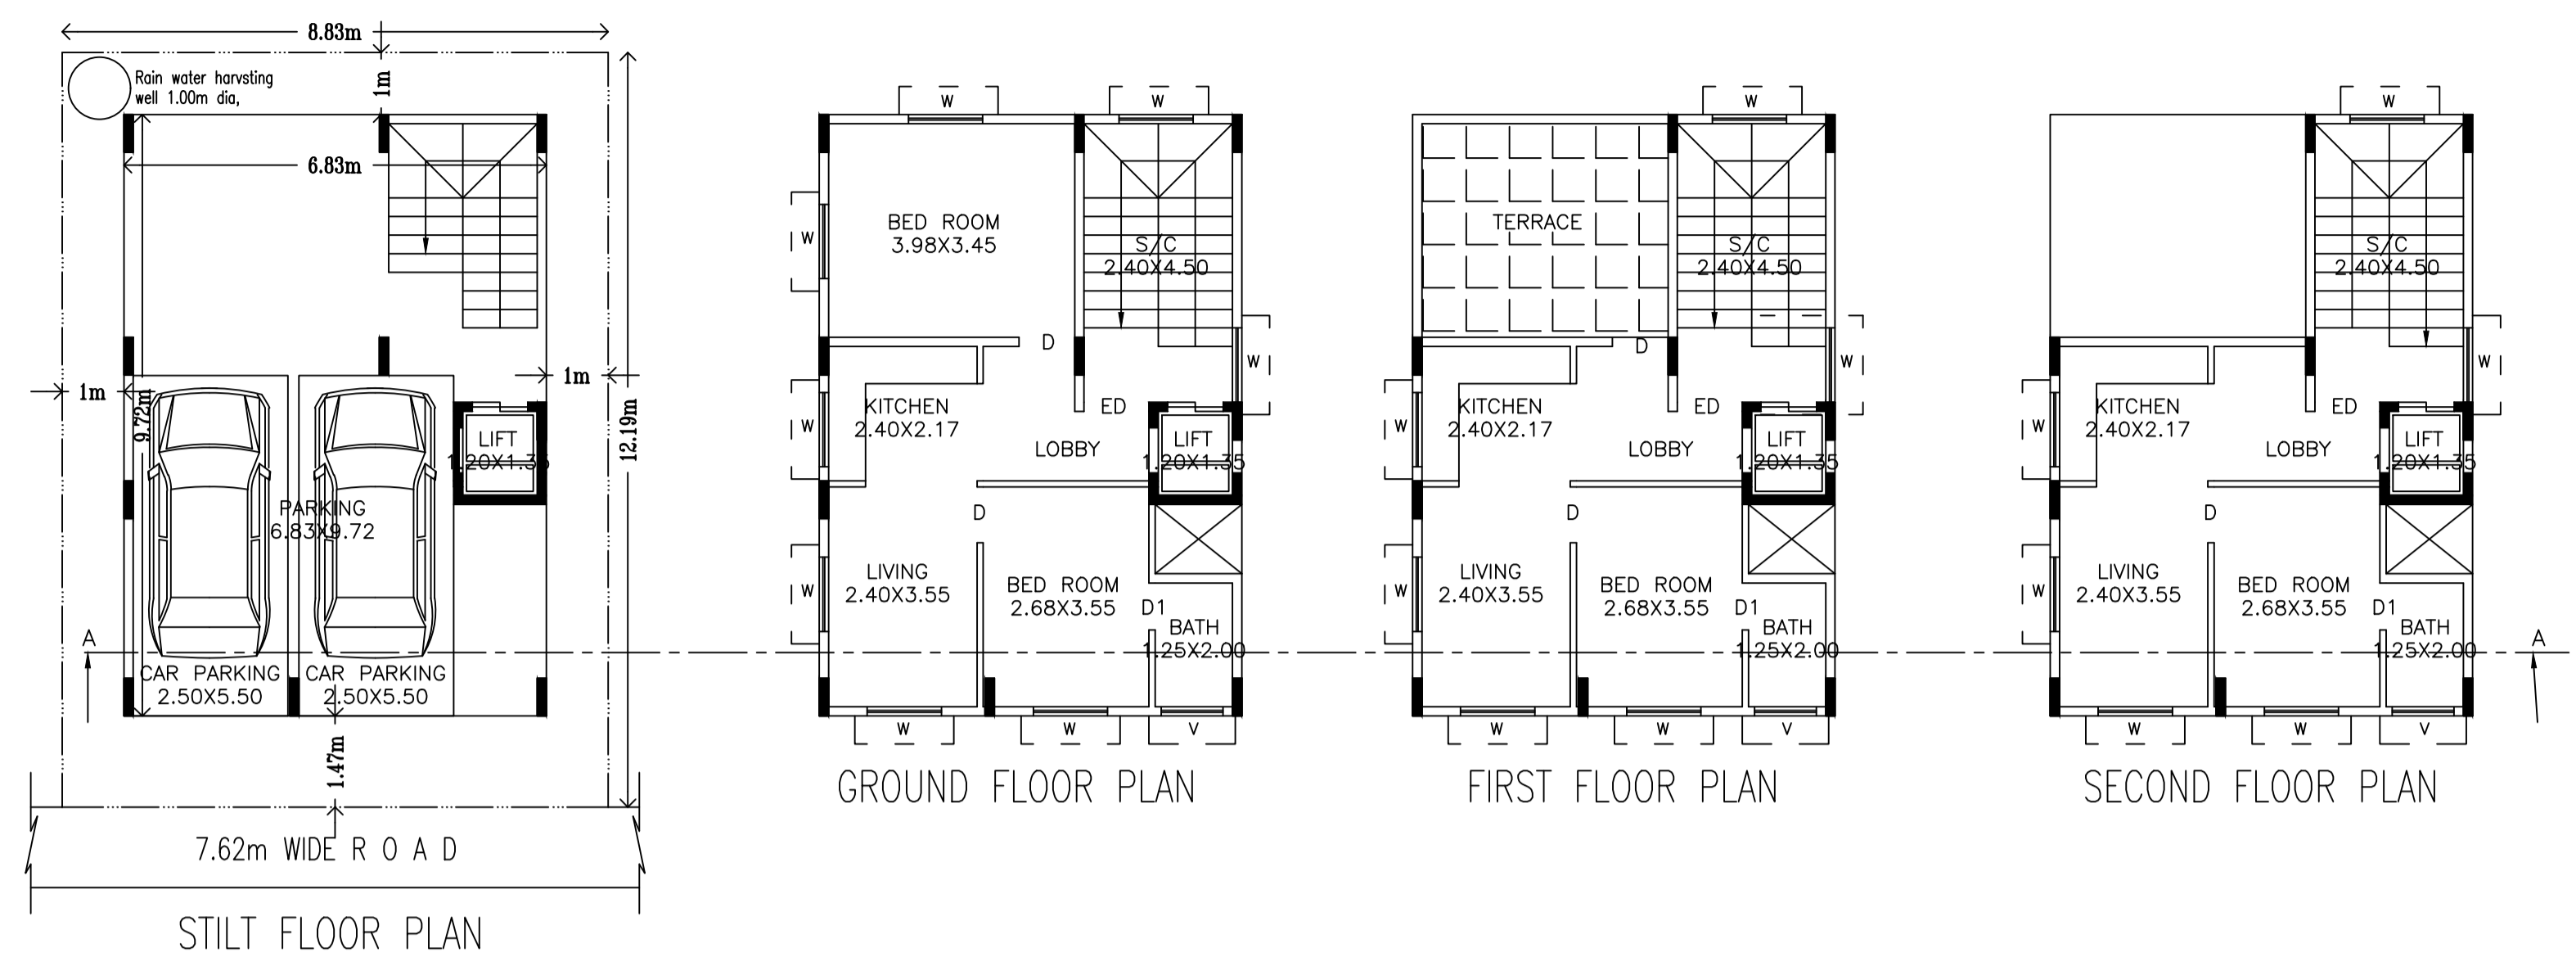 8.83m
1m
Rain water harvsting
well 1.00m dia,
6.83m
1m
1m
9.72m
12.19m
LIFT
1.20X1.35
PARKING
6.83X9.72
A
CAR PARKING
2.50X5.50
CAR PARKING
2.50X5.50
1.47m
7.62m WIDE R O A D
STILT FLOOR PLAN
W
W
W
BED ROOM
3.98X3.45
S/C
2.40X4.50
D
W
W
KITCHEN
2.40X2.17
ED
LOBBY
LIFT
1.20X1.35
D
W
LIVING
2.40X3.55
BED ROOM
2.68X3.55
D1
BATH
1.25X2.00
W
W
V
GROUND FLOOR PLAN
W
TERRACE
S/C
2.40X4.50
D
W
W
KITCHEN
2.40X2.17
ED
LOBBY
LIFT
1.20X1.35
D
W
LIVING
2.40X3.55
BED ROOM
2.68X3.55
D1
BATH
1.25X2.00
W
W
V
FIRST FLOOR PLAN
W
S/C
2.40X4.50
W
W
KITCHEN
2.40X2.17
ED
LOBBY
LIFT
1.20X1.35
D
W
LIVING
2.40X3.55
BED ROOM
2.68X3.55
D1
BATH
1.25X2.00
A
W
W
V
SECOND FLOOR PLAN